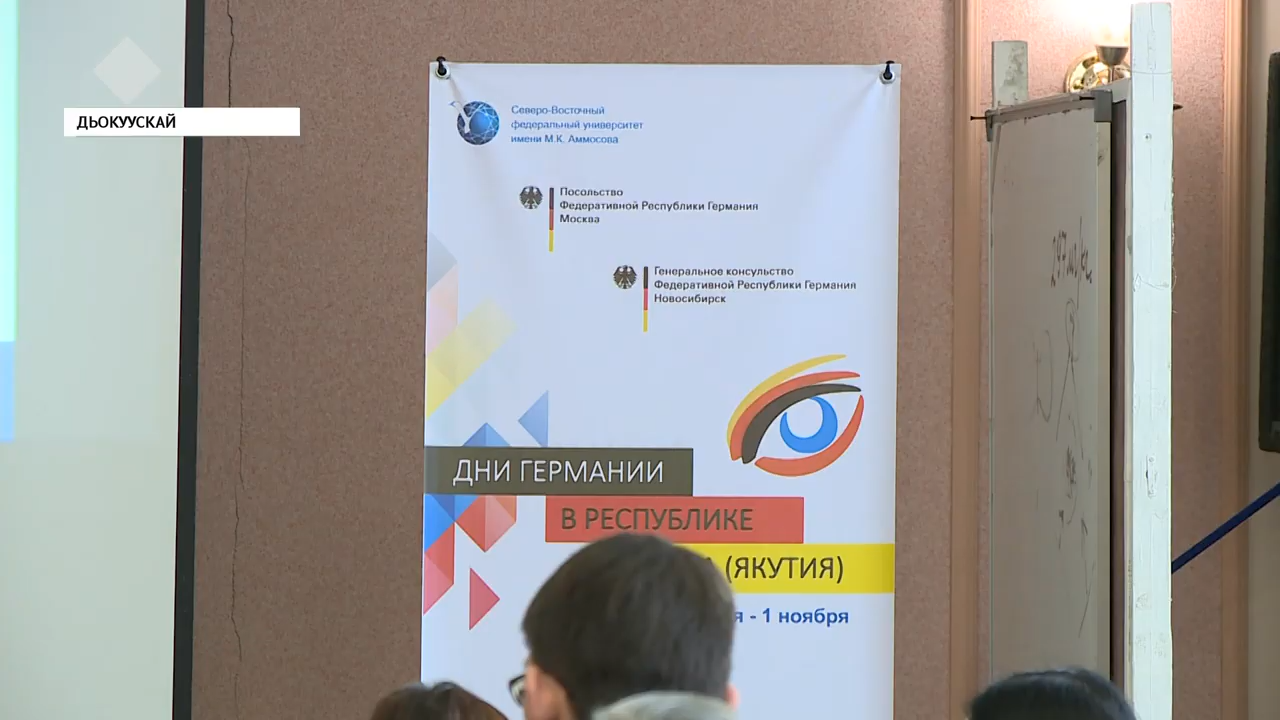 ДЬОКУУСКАЙ
Северо-Восточный
федеральный университет
имени М.К. Аммосова
Посольство
Федеративной Республики Германия
Москва
Генеральное консульство
Федеративной Республики Германия
Новосибирск
ДНИ ГЕРМАНИИ
В РЕСПУБЛИКЕ
(ЯКУТИЯ)
- 1 ноября